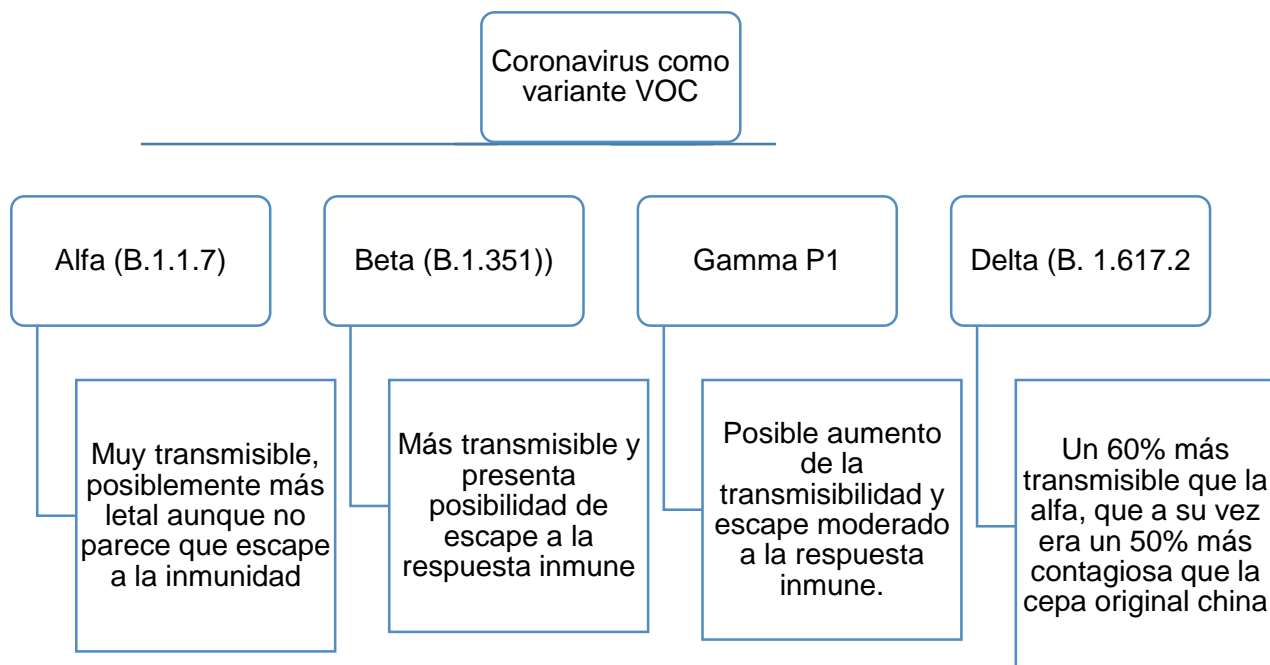 Coronavirus como
variante VOC
Alfa (B.1.1.7)
Muy transmisible,
posiblemente más
letal aunque no
parece que escape
a la inmunidad
Beta (B.1.351))
Más transmisible y
presenta
posibilidad de
escape a la
respuesta inmune
Gamma P1
Posible aumento
de la
transmisibilidad y
escape moderado
a la respuesta
inmune.
Delta (B. 1.617.2
Un 60% más
transmisible que la
alfa, que a su vez
era un 50% más
contagiosa que la
cepa original china